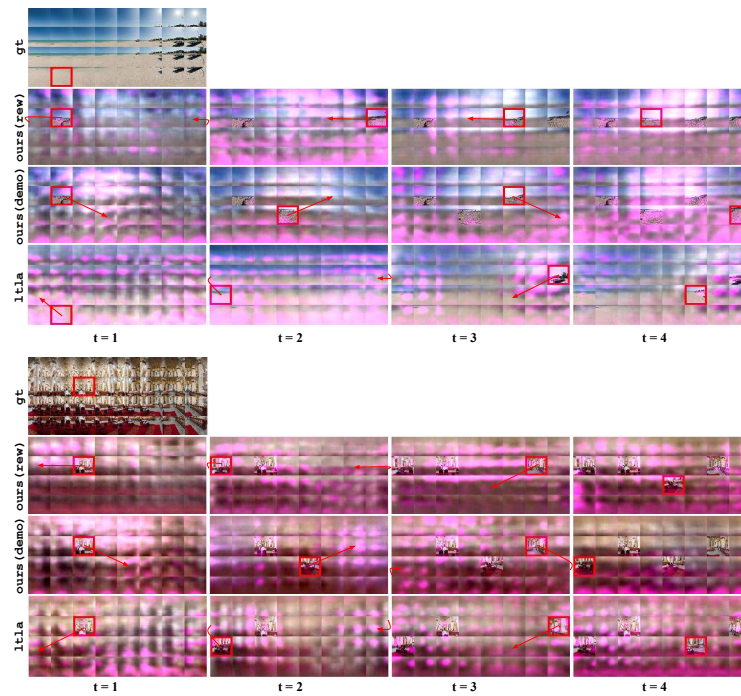 gt
ours(rew)
ours(demo)
ltla
t = 1
t = 2
t = 3
t = 4
gt
ours(rew)
ours(demo)
ltla
t = 1
t = 2
t = 3
t = 4